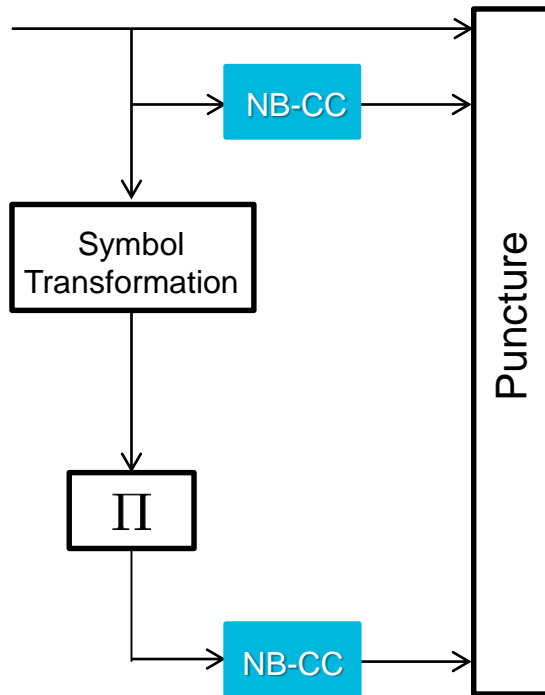 NB-CC
Symbol
Transformation
Puncture
Π
NB-CC